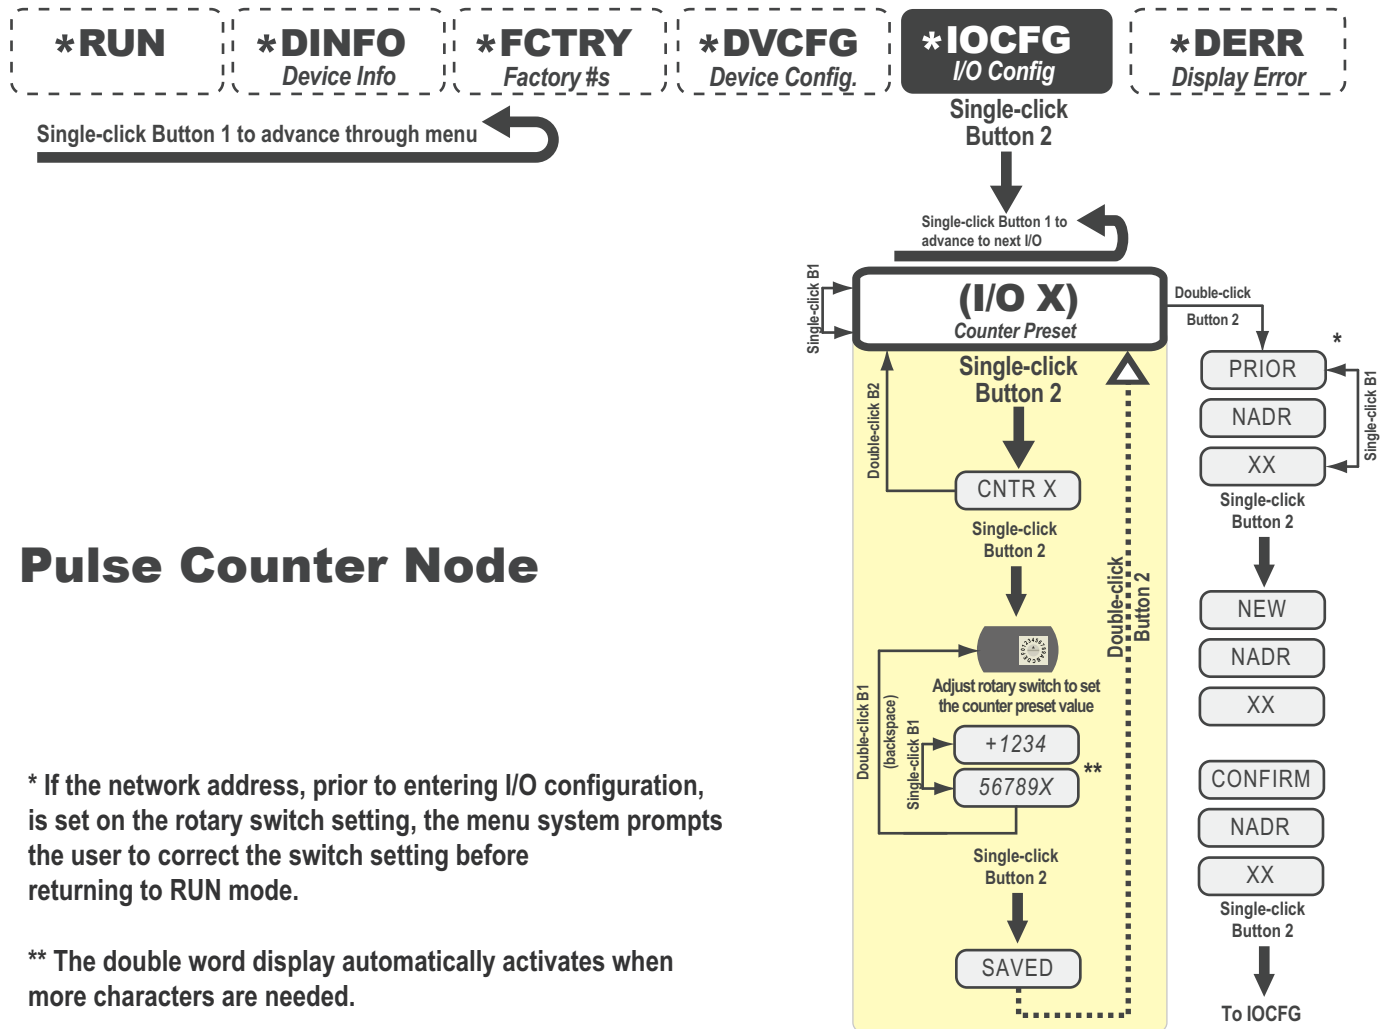 *RUN
*DINFO
Device Info
*FCTRY
Factory #s
*DVCFG
Device Config.
*IOCFG
I/O Config
*DERR
Display Error
Single-click Button 1 to advance through menu
Single-click
Button 2
Single-click Button 1 to
advance to next I/O
Single-click B1
(I/O X)
Counter Preset
Double-click
Button 2
Single-click
Button 2
Double-click B2
CNTR X
Single-click
Button 2
Adjust rotary switch to set
the counter preset value
Double-click B1
(backspace)
Single-click B1
+1234
56789X
**
Single-click
Button 2
SAVED
Double-click
Button 2
*
PRIOR
NADR
XX
Single-click B1
Single-click
Button 2
NEW
NADR
XX
CONFIRM
NADR
XX
Single-click
Button 2
To IOCFG
Pulse Counter Node
* If the network address, prior to entering I/O configuration,
is set on the rotary switch setting, the menu system prompts
the user to correct the switch setting before
returning to RUN mode.
** The double word display automatically activates when
more characters are needed.